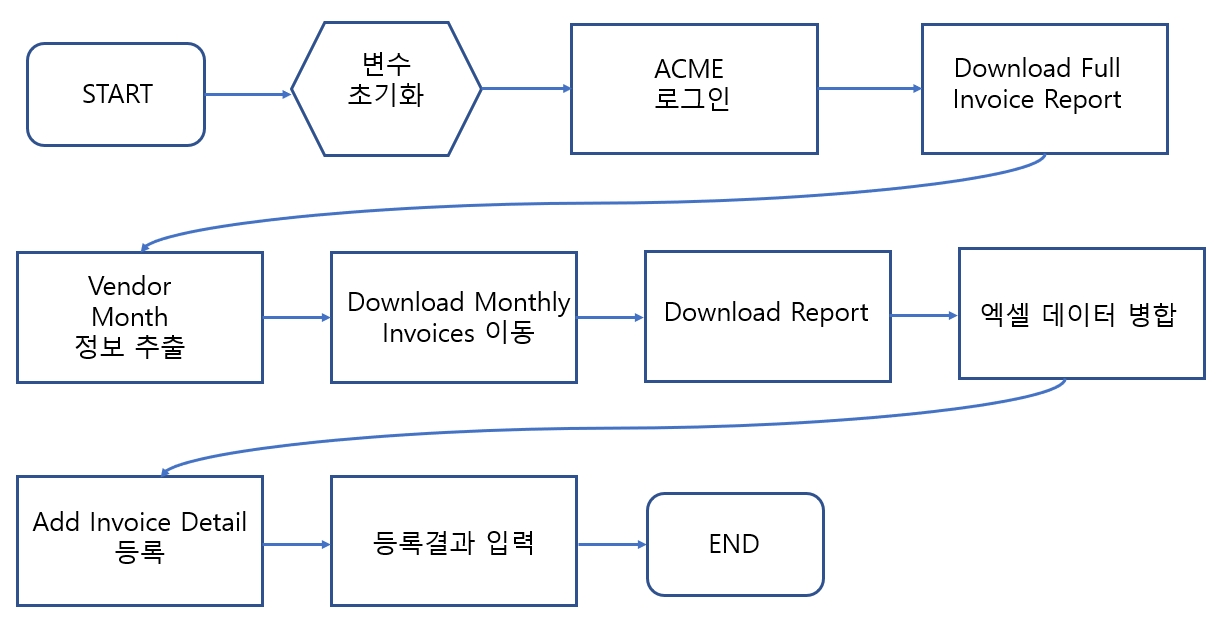 START
변수
초기화
ACME
로그인
Download Full
Invoice Report
Vendor
Month
정보 추출
Download Monthly
Invoices 이동
Download Report
엑셀 데이터 병합
Add Invoice Detail
등록
등록결과 입력
END